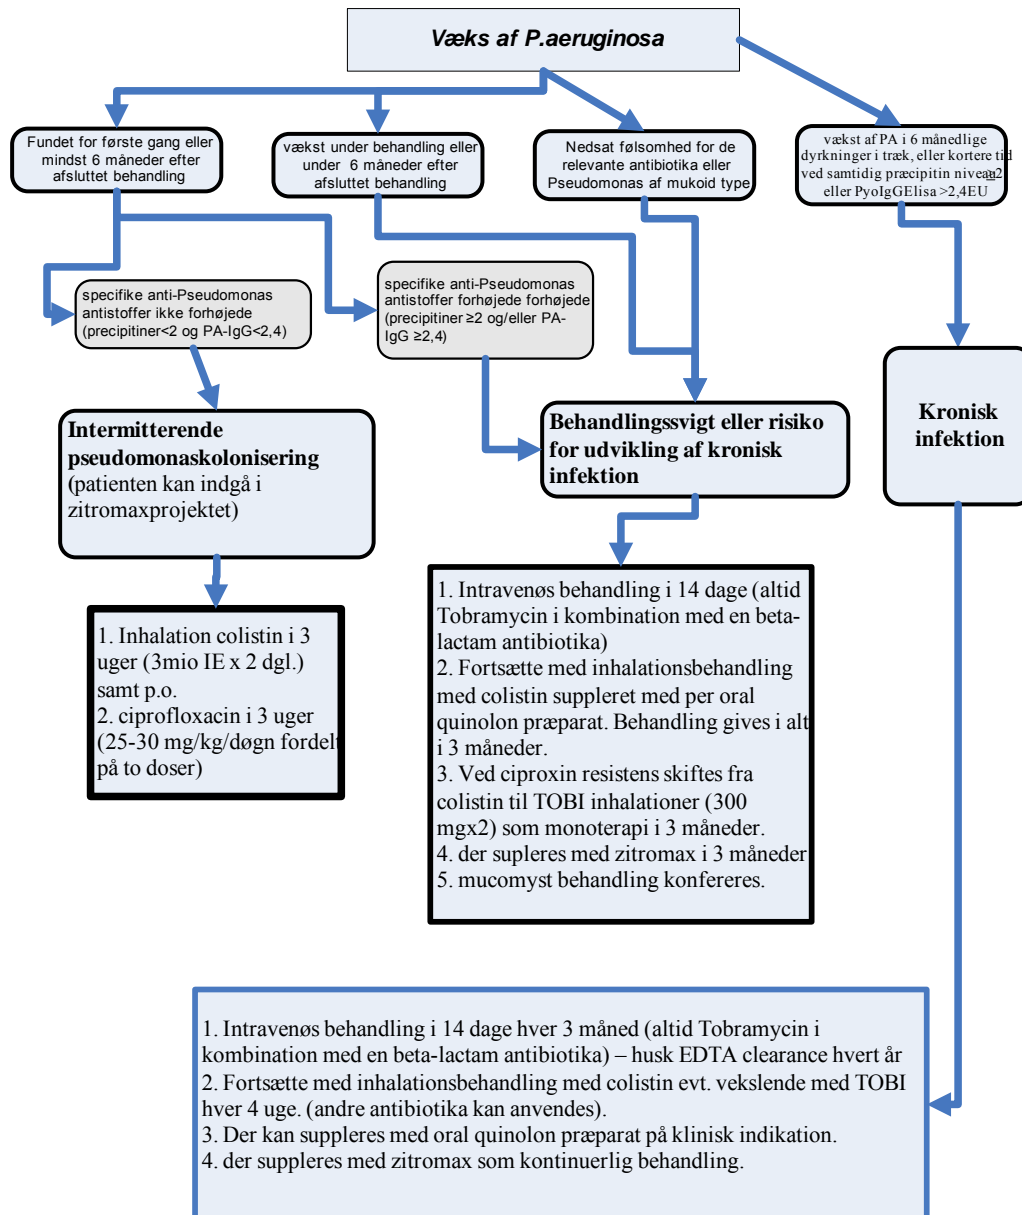 Væks af P.aeruginosa
Fundet for første gang eller
mindst 6 måneder efter
afsluttet behandling
vækst under behandling eller
under 6 måneder efter
afsluttet behandling
Nedsat følsomhed for de
relevante antibiotika eller
Pseudomonas af mukoid type
vækst af PA i 6 månedlige
dyrkninger i træk, eller kortere tid
ved samtidig præcipitin niveau ≥2
eller PyoIgGElisa >2,4EU
specifike anti-Pseudomonas
antistoffer ikke forhøjede
(precipitiner<2 og PA-IgG<2,4)
specifike anti-Pseudomonas
antistoffer forhøjede forhøjede
(precipitiner ≥2 og/eller PA-
IgG ≥2,4)
Intermitterende
pseudomonaskolonisering
(patienten kan indgå i
zitromaxprojektet)
Behandlingssvigt eller risiko
for udvikling af kronisk
infektion
Kronisk
infektion
1. Inhalation colistin i 3
uger (3mio IE x 2 dgl.)
samt p.o.
2. ciprofloxacin i 3 uger
(25-30 mg/kg/døgn fordelt
på to doser)
1. Intravenøs behandling i 14 dage (altid
Tobramycin i kombination med en beta-
lactam antibiotika)
2. Fortsætte med inhalationsbehandling
med colistin suppleret med per oral
quinolon præparat. Behandling gives i alt
i 3 måneder.
3. Ved ciproxin resistens skiftes fra
colistin til TOBI inhalationer (300
mgx2) som monoterapi i 3 måneder.
4. der supleres med zitromax i 3 måneder
5. mucomyst behandling konfereres.
1. Intravenøs behandling i 14 dage hver 3 måned (altid Tobramycin i
kombination med en beta-lactam antibiotika) – husk EDTA clearance hvert år
2. Fortsætte med inhalationsbehandling med colistin evt. vekslende med TOBI
hver 4 uge. (andre antibiotika kan anvendes).
3. Der kan suppleres med oral quinolon præparat på klinisk indikation.
4. der suppleres med zitromax som kontinuerlig behandling.